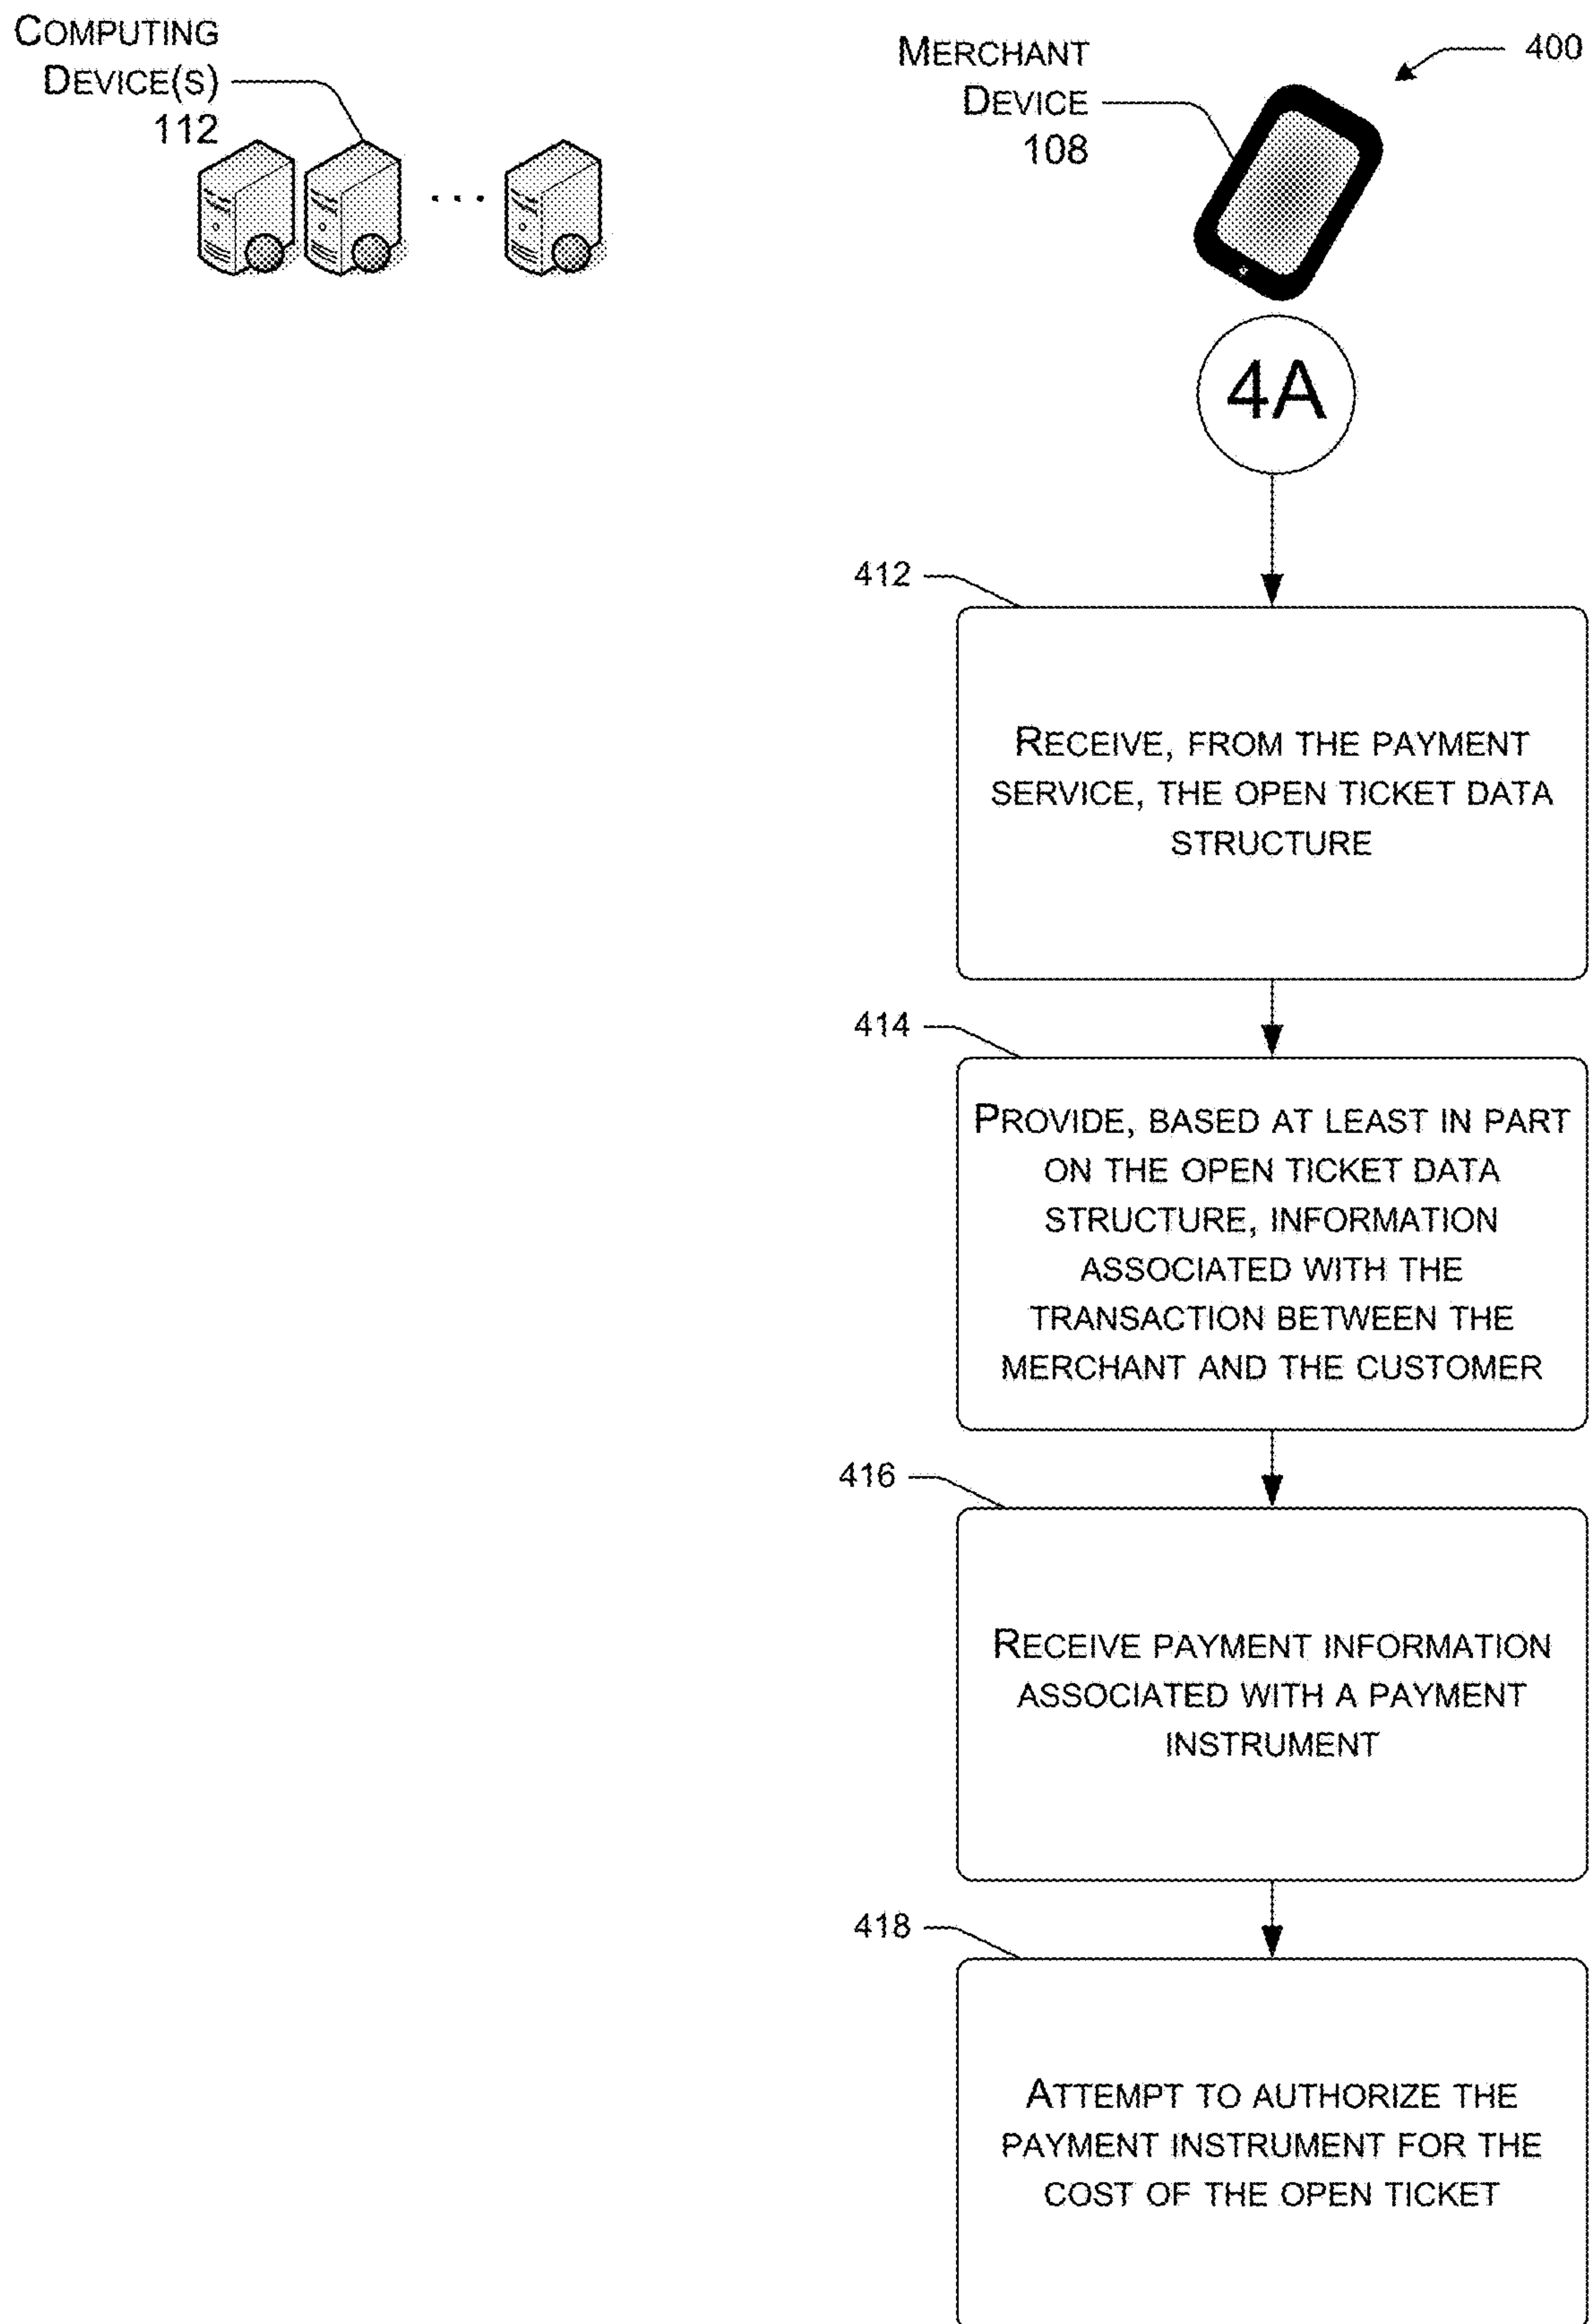 COMPUTING
DEVICE(S)
112
...
MERCHANT
DEVICE
108
400
4A
412
RECEIVE, FROM THE PAYMENT
SERVICE, THE OPEN TICKET DATA
STRUCTURE
414
PROVIDE, BASED AT LEAST IN PART
ON THE OPEN TICKET DATA
STRUCTURE, INFORMATION
ASSOCIATED WITH THE
TRANSACTION BETWEEN THE
MERCHANT AND THE CUSTOMER
416
RECEIVE PAYMENT INFORMATION
ASSOCIATED WITH A PAYMENT
INSTRUMENT
418
ATTEMPT TO AUTHORIZE THE
PAYMENT INSTRUMENT FOR THE
COST OF THE OPEN TICKET